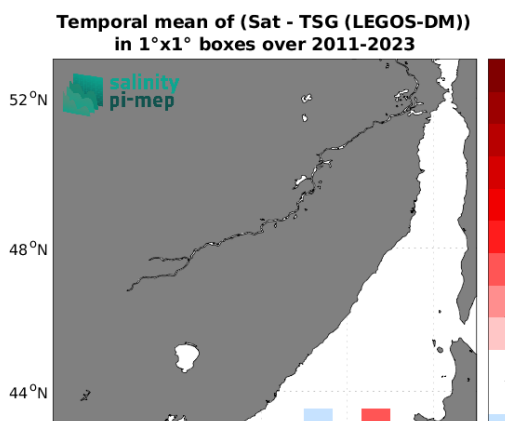 Temporal mean of (Sat - TSG (LEGOS-DM))
in 1°x1° boxes over 2011-2023
salinity
pi-mep
52°N
48°N
44°N